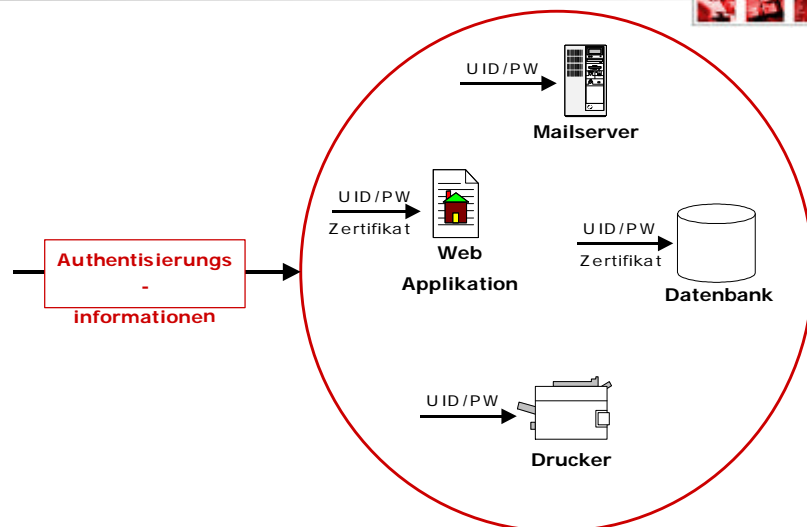 UID/PW
Mailserver
UID/PW
Zertifikat
Web
Applikation
UID/PW
Zertifikat
Datenbank
Authentisierungs
-
informationen
UID/PW
Drucker